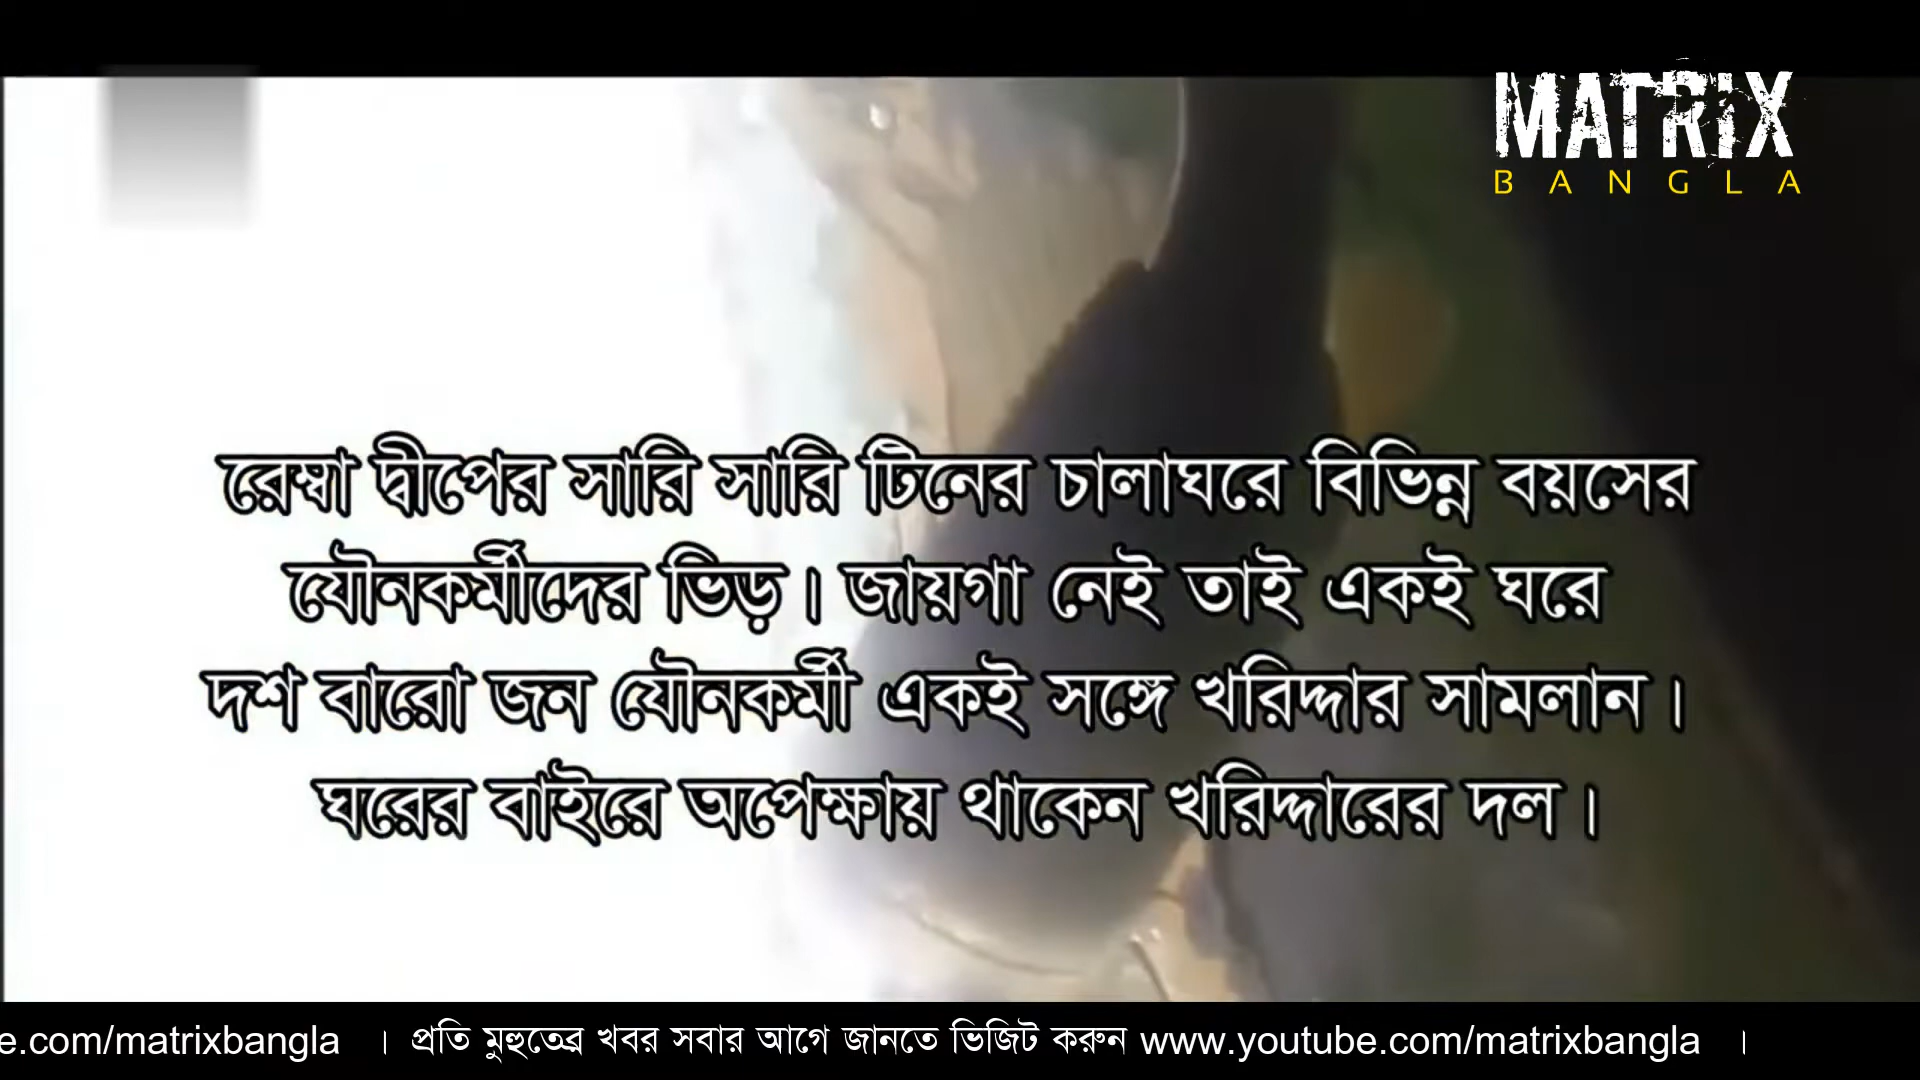 MATRIX
BANGLA
রেম্বা দ্বীপের সারি সারি টিনের চালাঘরে বিভিন্ন বয়সের
যৌনকর্মীদের ভিড়। জায়গা নেই তাই একই ঘরে
দশ বারো জন যৌনকর্মী একই সঙ্গে খরিদ্দার সামলান।
ঘরের বাইরে অপেক্ষায় থাকেন খরিদ্দারের দল।
e.com/matrixbangla । প্রতি মুহুতের্র খবর সবার আগে জানতে ভিজিট করুন www.youtube.com/matrixbangla ।